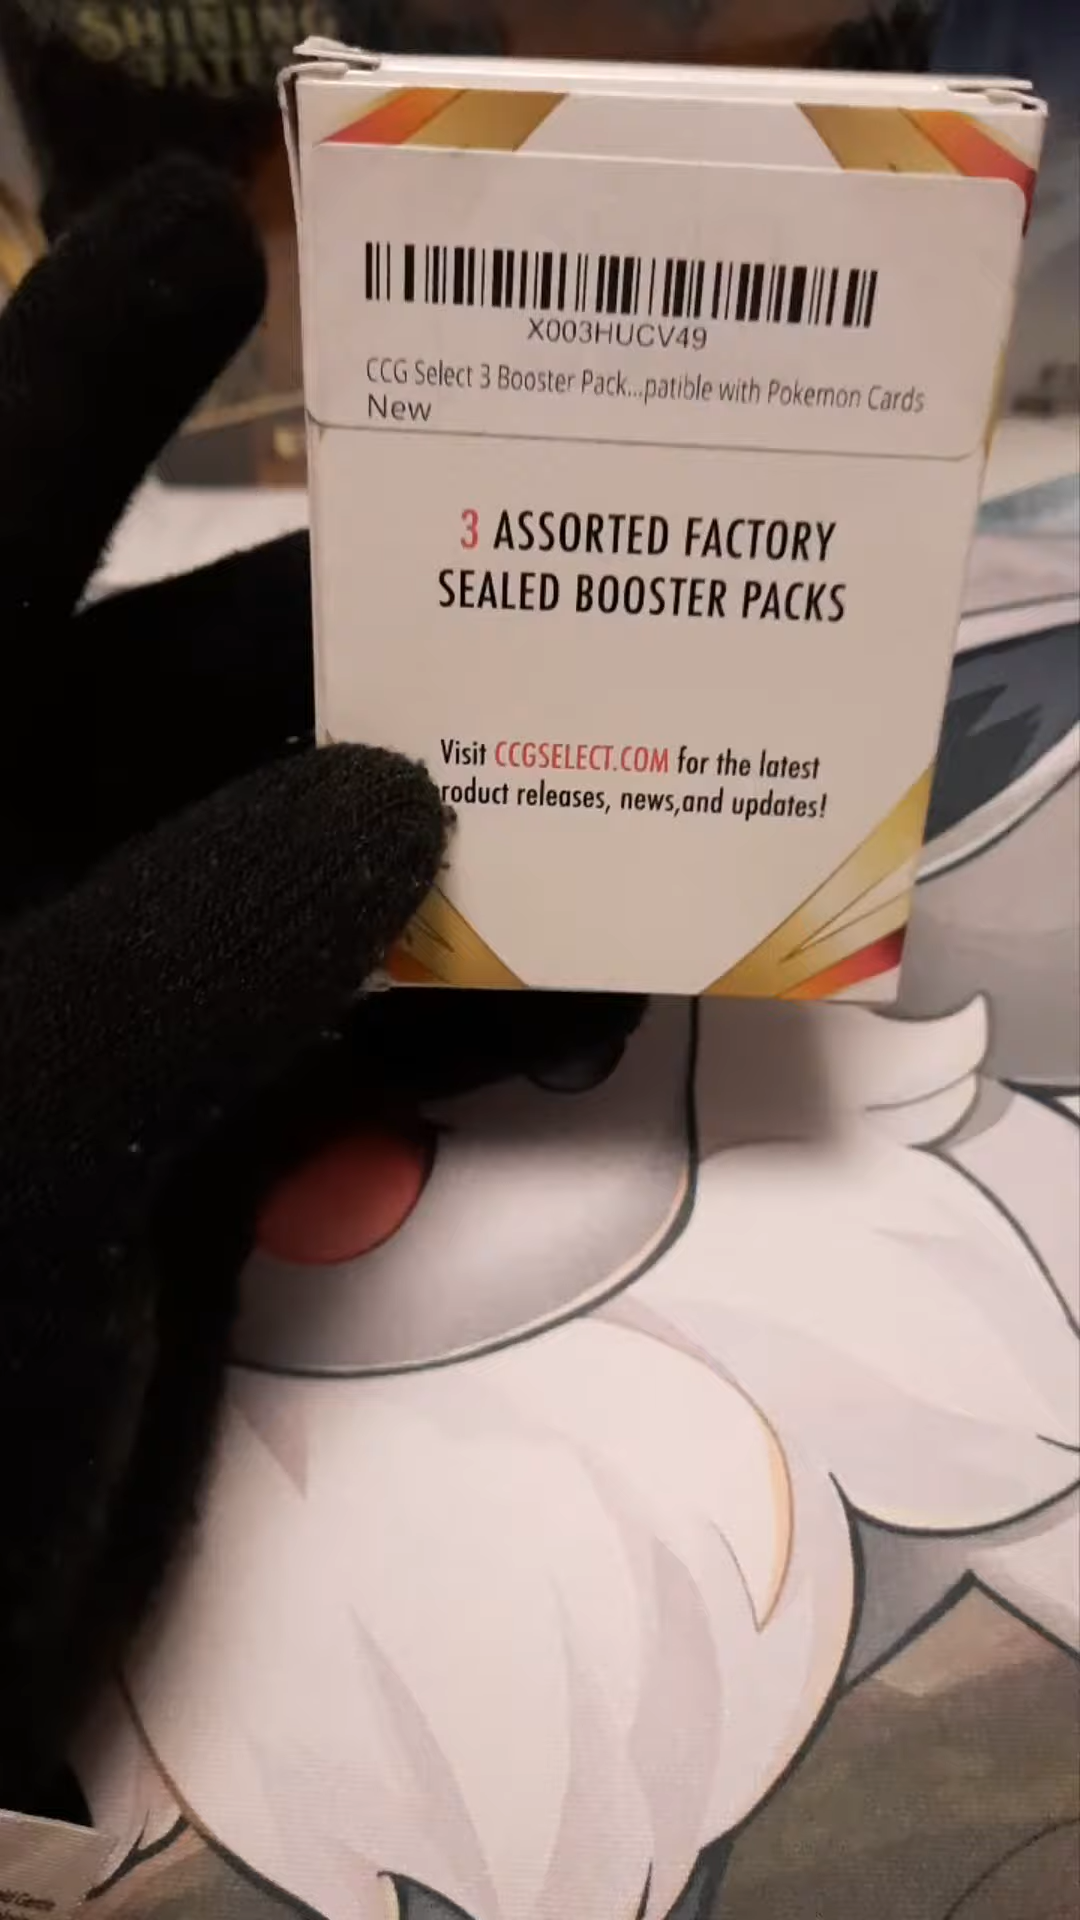 SHINING
FATES
X003HUCV49
CCG Select 3 Booster Pack...patible with Pokemon Cards
New
3 ASSORTED FACTORY
SEALED BOOSTER PACKS
Visit CCGSELECT.COM for the latest
roduct releases, news,and updates!